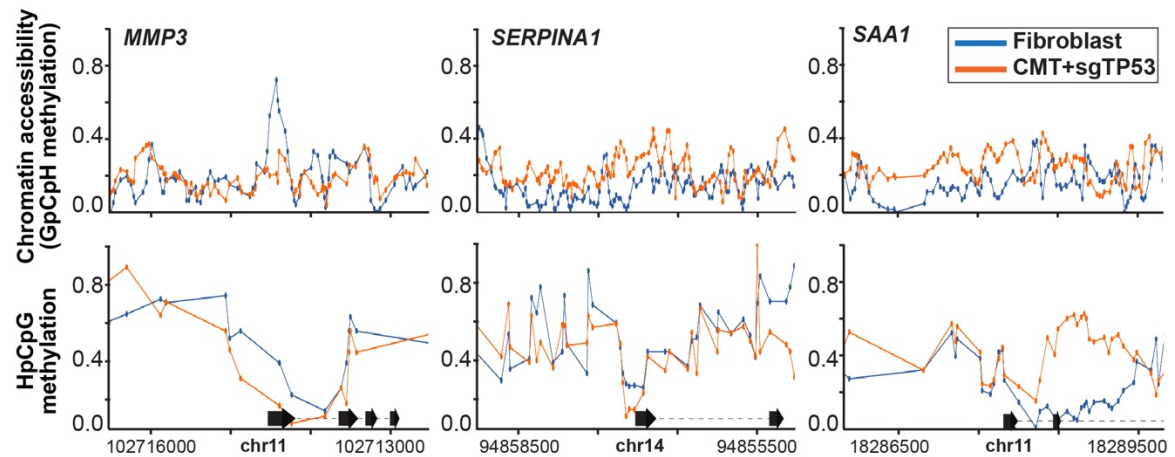 MMP3
SERPINA1
SAA1
Fibroblast
CMT+sgTP53
Chromatin accessibility
(GpCpH methylation)
0.8
0.4
0.0
0.8
0.4
0.0
0.8
0.4
0.0
HpCpG
methylation
0.8
0.4
0.0
0.8
0.4
0.0
0.8
0.4
0.0
102716000 chr11 102713000
94858500 chr14 94855500
18286500 chr11 18289500